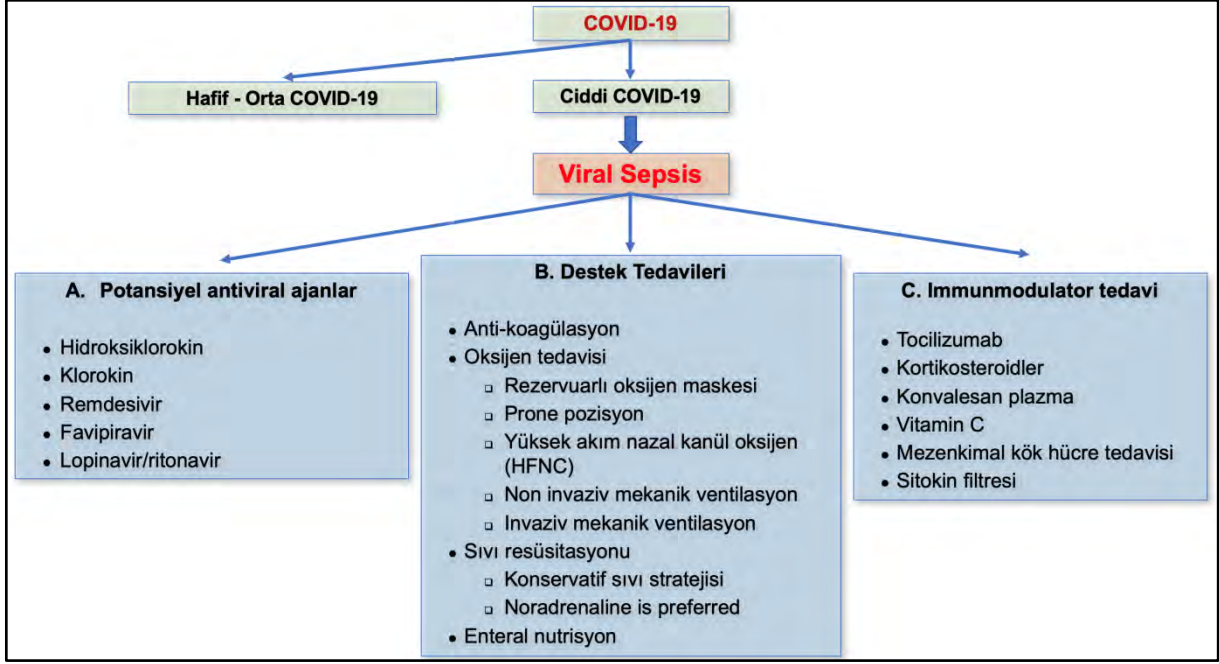 COVID-19
Hafif - Orta COVID-19
Ciddi COVID-19
Viral Sepsis
A. Potansiyel antiviral ajanlar
• Hidroksiklorokin
• Klorokin
• Remdesivir
• Favipiravir
• Lopinavir/ritonavir
B. Destek Tedavileri
• Anti-koagülasyon
• Oksijen tedavisi
▫ Rezervuarlı oksijen maskesi
▫ Prone pozisyon
▫ Yüksek akım nazal kanül oksijen
(HFNC)
▫ Non invaziv mekanik ventilasyon
▫ Invaziv mekanik ventilasyon
• Sıvı resüsitasyonu
▫ Konservatif sıvı stratejisi
▫ Noradrenaline is preferred
• Enteral nutrisyon
C. Immunmodulator tedavi
• Tocilizumab
• Kortikosteroidler
• Konvalesan plazma
• Vitamin C
• Mezenkimal kök hücre tedavisi
• Sitokin filtresi